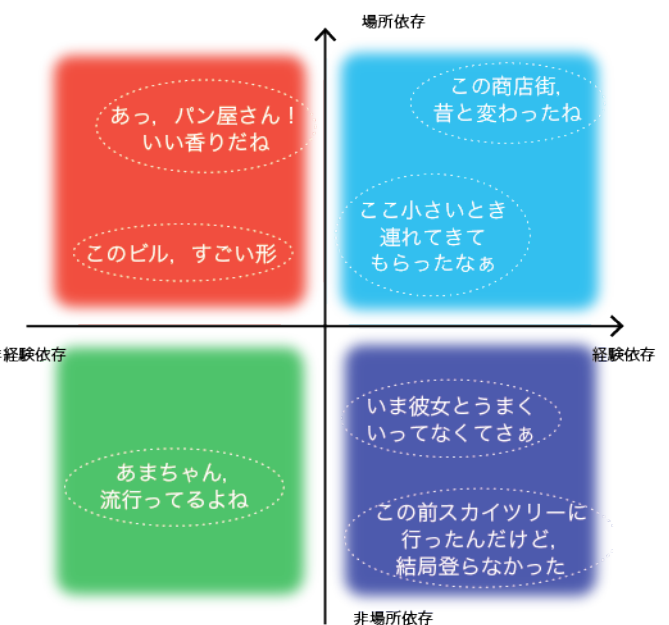 場所依存
あっ，パン屋さん！
いい香りだね
このビル，すごい形
この商店街，
昔と変わったね
ここ小さいとき
連れてきて
もらったなぁ
経験依存
経験依存
あまちゃん，
流行ってるよね
いま彼女とうまく
いってなくてさぁ
この前スカイツリーに
行ったんだけど，
結局登らなかった
非場所依存